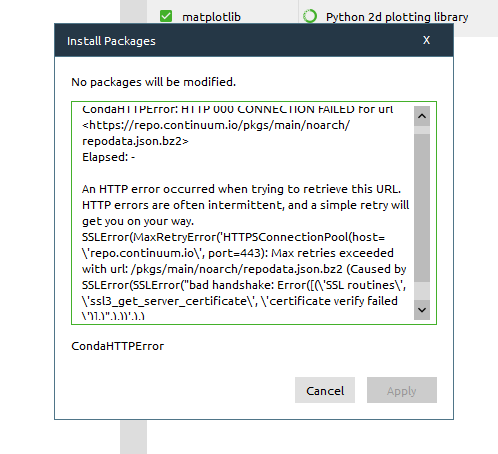 matplotlib Python 2d plotting library
Install Packages X
No packages will be modified.
CondaHTTPError: HTTP 000 CONNECTION FAILED for url
<https://repo.continuum.io/pkgs/main/noarch/
repodata.json.bz2>
Elapsed: -
An HTTP error occurred when trying to retrieve this URL.
HTTP errors are often intermittent, and a simple retry will
get you on your way.
SSLError(MaxRetryError('HTTPSConnectionPool(host=
\'repo.continuum.io\', port=443): Max retries exceeded
with url: /pkgs/main/noarch/repodata.json.bz2 (Caused by
SSLError(SSLError("bad handshake: Error([(\'SSL routines\',
\'ssl3_get_server_certificate\', \'certificate verify failed
\')],)",),))',),)
CondaHTTPError
Cancel Apply